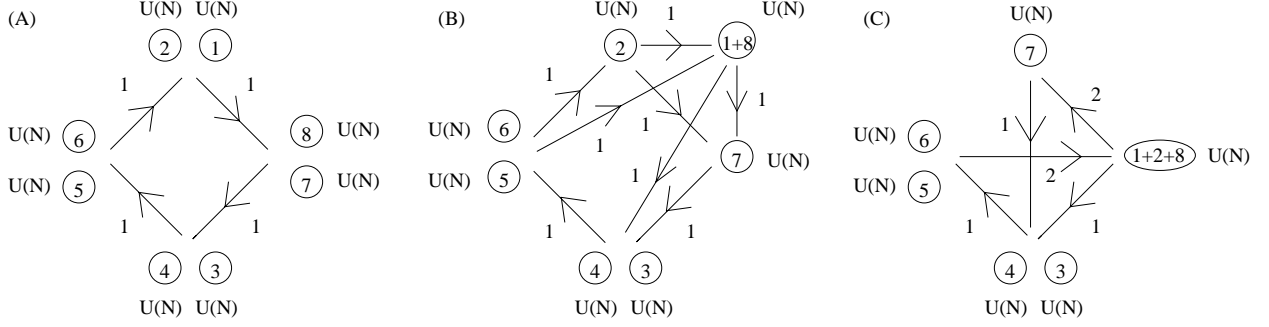 (A)
U(N) U(N)
2 1
1 1
U(N) 6
8 U(N)
U(N) 5
7 U(N)
1 1
4 3
U(N) U(N)
(B)
U(N) 1 U(N)
2 1+8
1
U(N) 6
1 1 1
U(N) 5
7 U(N)
1
1 1
4 3
U(N) U(N)
(C)
U(N)
7
2
1
U(N) 6
1+2+8 U(N)
U(N) 5
2
1 1
4 3
U(N) U(N)